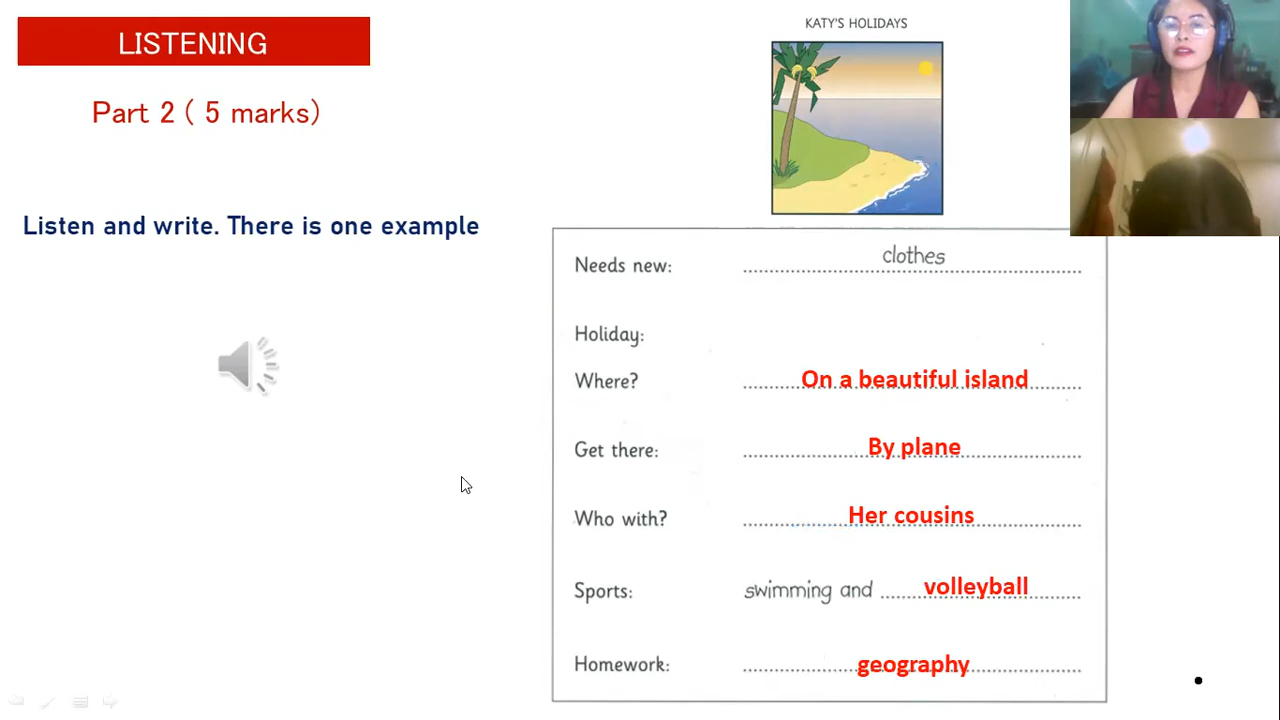 LISTENING
Part 2 ( 5 marks)
Listen and write. There is one example
KATY'S HOLIDAYS
Needs new: clothes
Holiday:
Where? On a beautiful island
Get there: By plane
Who with? Her cousins
Sports: swimming and volleyball
Homework: geography